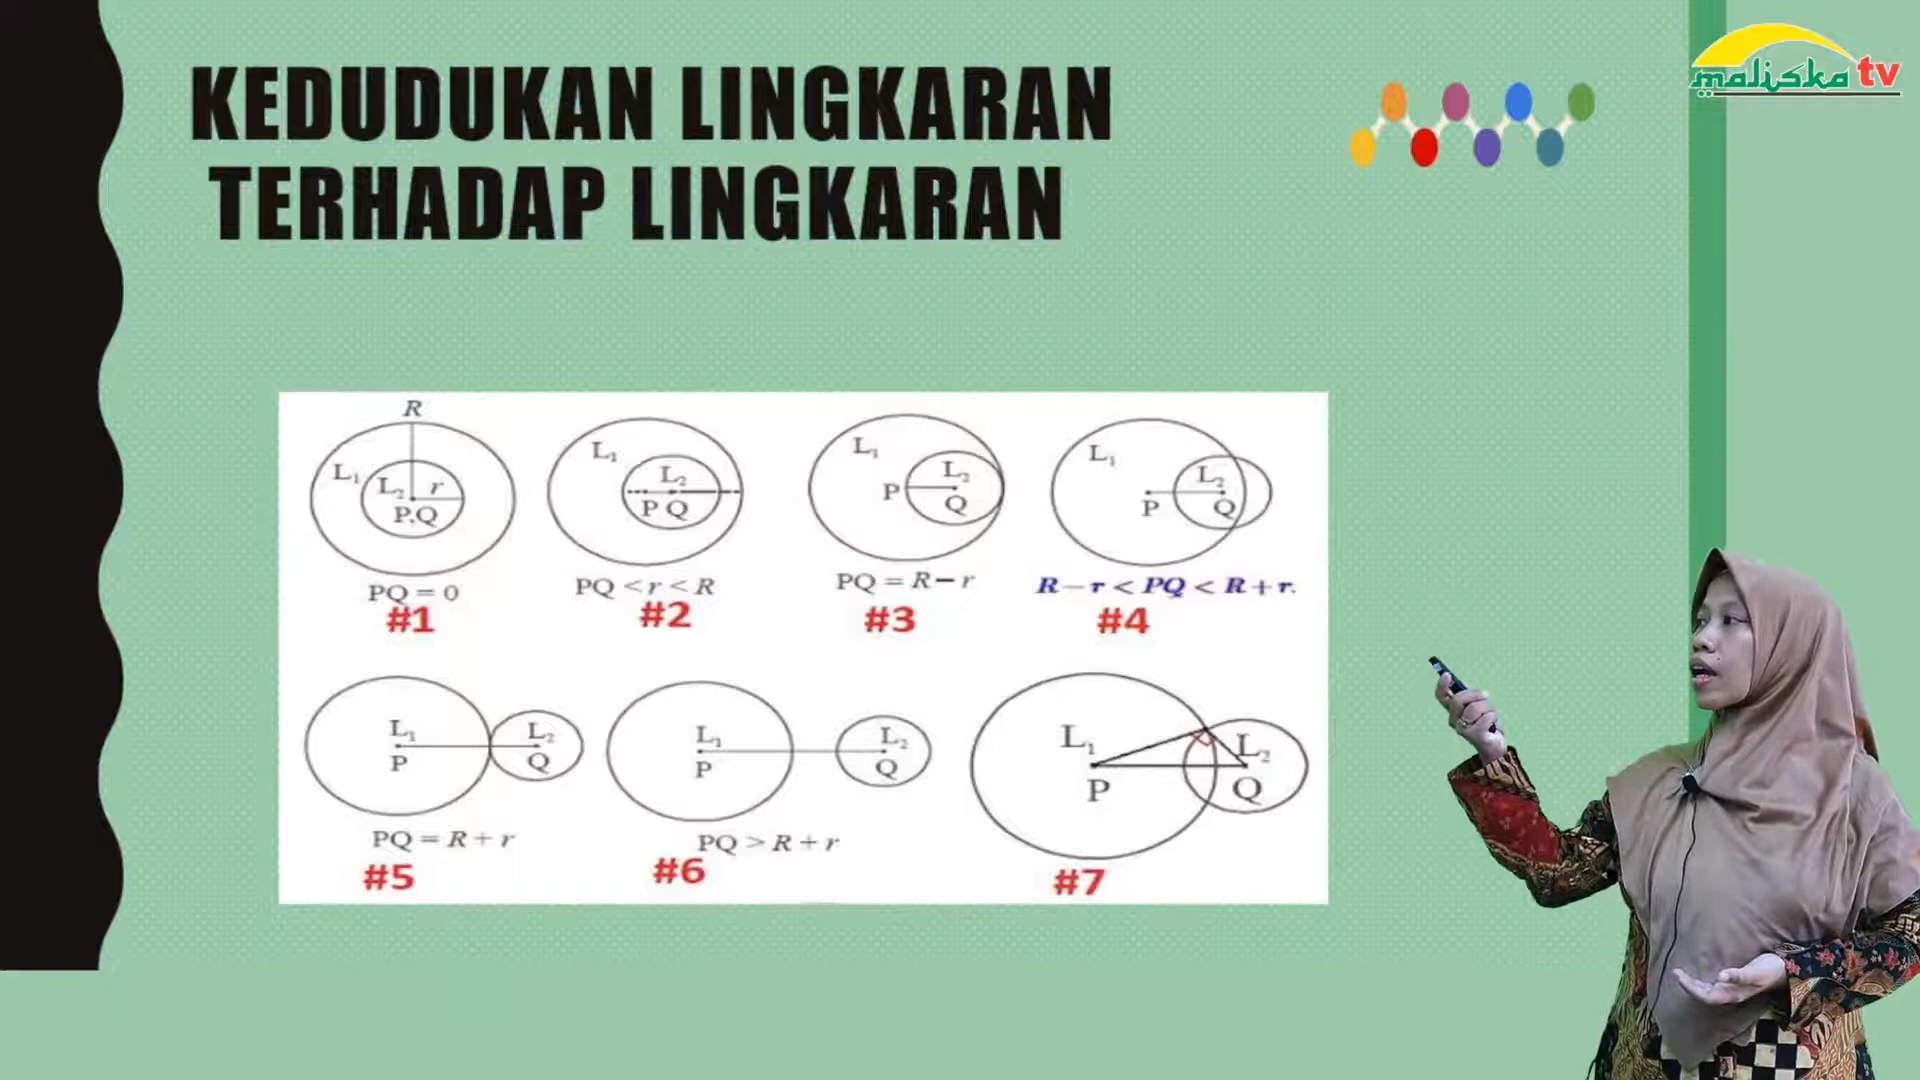 KEDUDUKAN LINGKARAN
TERHADAP LINGKARAN
maliska tv
R
L₁
L₂ r
P,Q
PQ = 0
#1
L₁
L₂
P Q
PQ < r < R
#2
L₁
L₂
P
Q
PQ = R − r
#3
L₁
L₂
P
Q
R − r < PQ < R + r.
#4
L₁
P
L₂
Q
PQ = R + r
#5
L₁
P
L₂
Q
PQ > R + r
#6
L₁
P
L₂
Q
#7